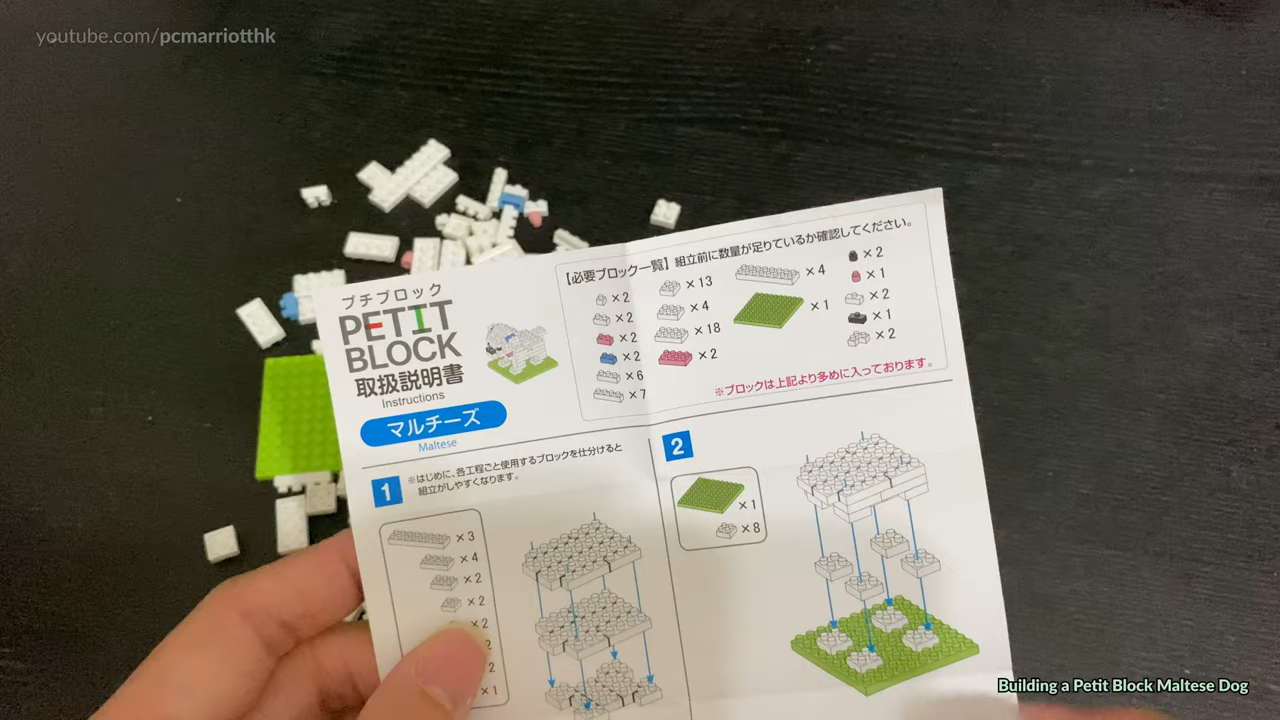 youtube.com/pcmarriotthk
プチブロック
PETIT
BLOCK
取扱説明書
Instructions
マルチーズ
Maltese
【必要ブロック一覧】組立前に数量が足りているか確認してください。
×2
×2
×2
×2
×6
×7
×13
×4
×18
×2
×4
×1
×2
×1
×2
×1
×2
※ブロックは上記より多めに入っております。
1
※はじめに、各工程ごと使用するブロックを仕分けると
組立がしやすくなります。
×3
×4
×2
×2
×2
2
2
×1
2
×1
×8
Building a Petit Block Maltese Dog